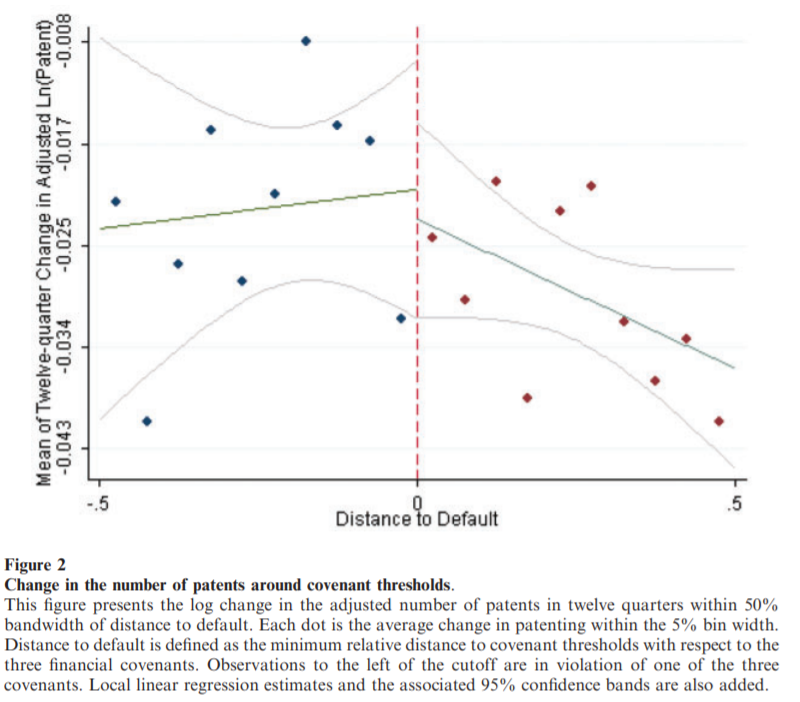 Mean of Twelve-quarter Change in Adjusted Ln(Patent)
-0.008
-0.017
-0.025
-0.034
-0.043
-.5
0
.5
Distance to Default
Figure 2
Change in the number of patents around covenant thresholds.
This figure presents the log change in the adjusted number of patents in twelve quarters within 50%
bandwidth of distance to default. Each dot is the average change in patenting within the 5% bin width.
Distance to default is defined as the minimum relative distance to covenant thresholds with respect to the
three financial covenants. Observations to the left of the cutoff are in violation of one of the three
covenants. Local linear regression estimates and the associated 95% confidence bands are also added.